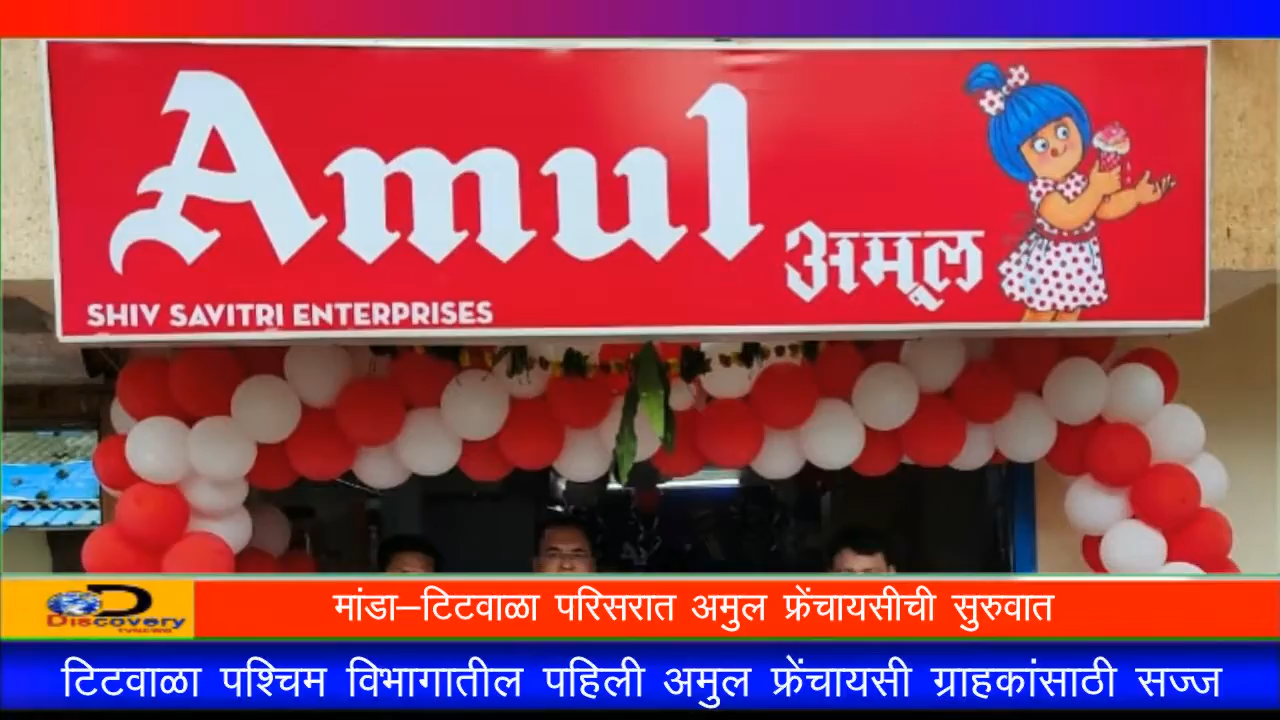 Amul
अमूल
SHIV SAVITRI ENTERPRISES
D
Discovery
मांडा–टिटवाळा परिसरात अमुल फ्रेंचायसीची सुरुवात
टिटवाळा पश्चिम विभागातील पहिली अमुल फ्रेंचायसी ग्राहकांसाठी सज्ज